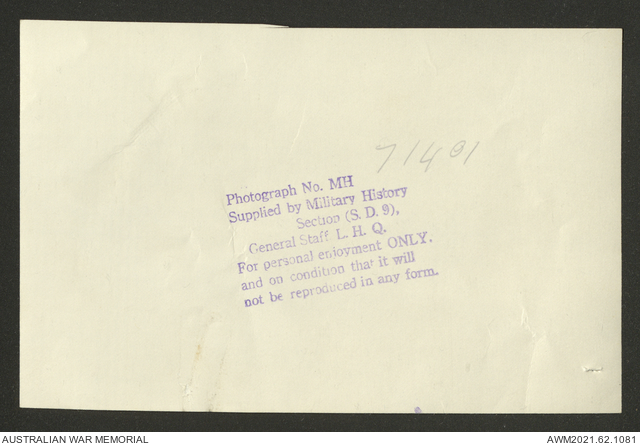 71401
Photograph No. MH
Supplied by Military History
Section (S. D. 9),
General Staff L. H. Q.
For personal enjoyment ONLY.
and on condition that it will
not be reproduced in any form.
AUSTRALIAN WAR MEMORIAL
AWM2021.62.1081